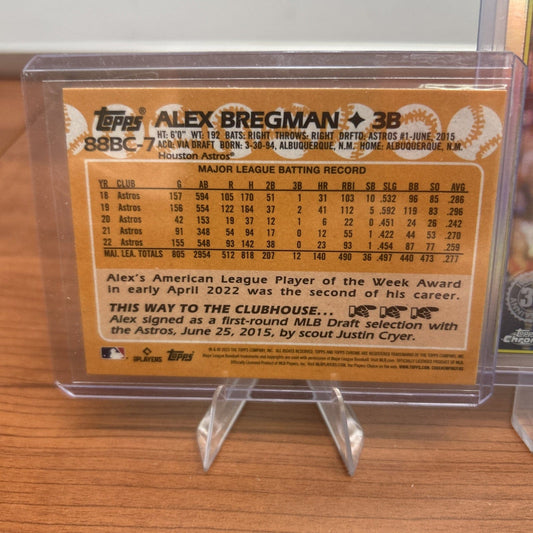 Topps® ALEX BREGMAN ✦ 3B
88BC-7 HT: 6'0" WT: 192 BATS: RIGHT THROWS: RIGHT DRFTD: ASTROS #1-JUNE, 2015
ACQ: VIA DRAFT BORN: 3-30-94, ALBUQUERQUE, N.M. HOME: ALBUQUERQUE, N.M.
Houston Astros®
MAJOR LEAGUE BATTING RECORD
YR CLUB G AB R H 2B 3B HR RBI SB SLG BB SO AVG
18 Astros 157 594 105 170 51 1 31 103 10 .532 96 85 .286
19 Astros 156 554 122 164 37 2 41 112 5 .592 119 83 .296
20 Astros 42 153 19 37 12 1 6 22 0 .451 24 26 .242
21 Astros 91 348 54 94 17 0 12 55 1 .422 44 53 .270
22 Astros 155 548 93 142 38 0 23 93 1 .454 87 77 .259
MAJ. LEA. TOTALS 805 2954 512 818 207 12 140 490 36 .497 440 473 .277
Alex's American League Player of the Week Award
in early April 2022 was the second of his career.
THIS WAY TO THE CLUBHOUSE...
Alex signed as a first-round MLB Draft selection with
the Astros, June 25, 2015, by scout Justin Cryer.
PLAYERS Topps
CHROME